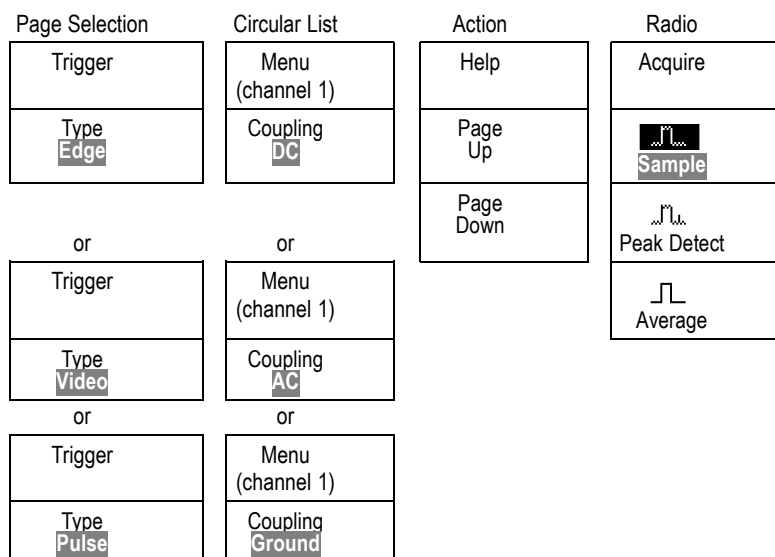 Page Selection
Trigger
Type
Edge
or
Trigger
Type
Video
or
Trigger
Type
Pulse
Circular List
Menu
(channel 1)
Coupling
DC
or
Menu
(channel 1)
Coupling
AC
or
Menu
(channel 1)
Coupling
Ground
Action
Help
Page
Up
Page
Down
Radio
Acquire
Sample
Peak Detect
Average